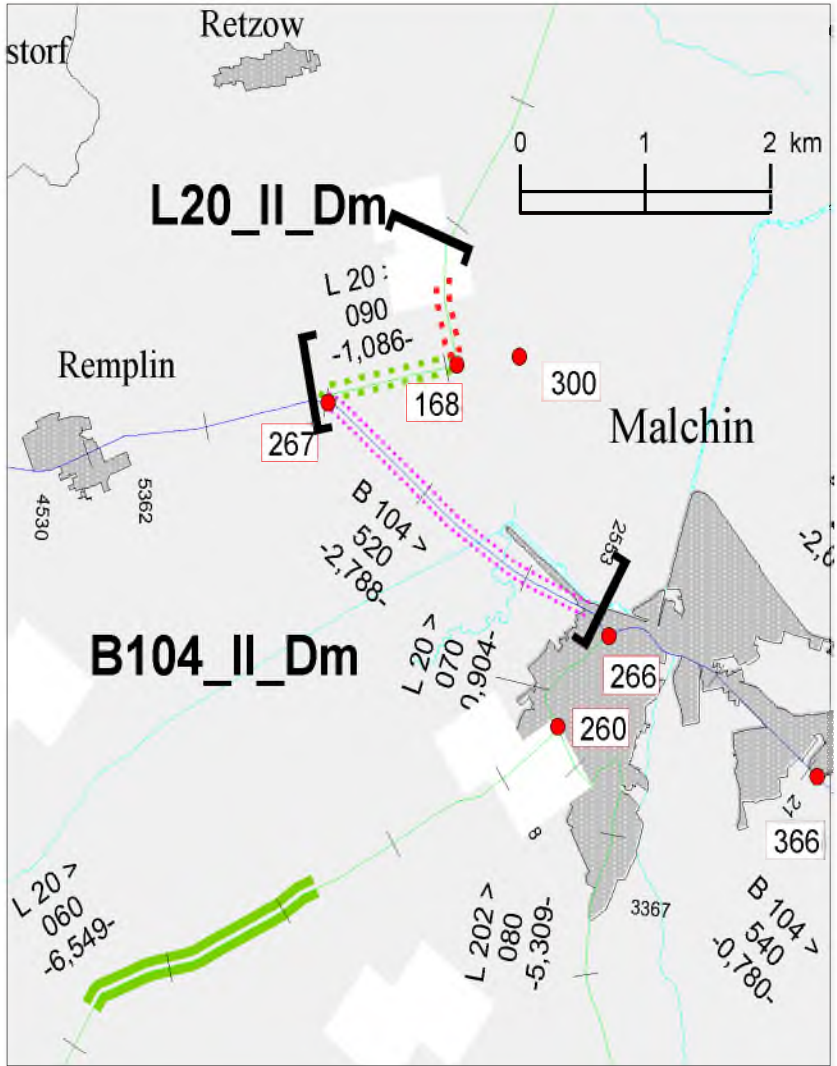 Retzow
storf
0 1 2 km
L20_II_Dm
L 20 :
090
-1,086-
Remplin
168
300
267
Malchin
4530
5362
B 104 >
520
-2,788-
2553
B104_II_Dm
L 20 >
070
0,904-
266
260
21
366
8
L 20 >
060
-6,549-
L 202 >
080
-5,309-
3367
B 104 >
540
-0,780-